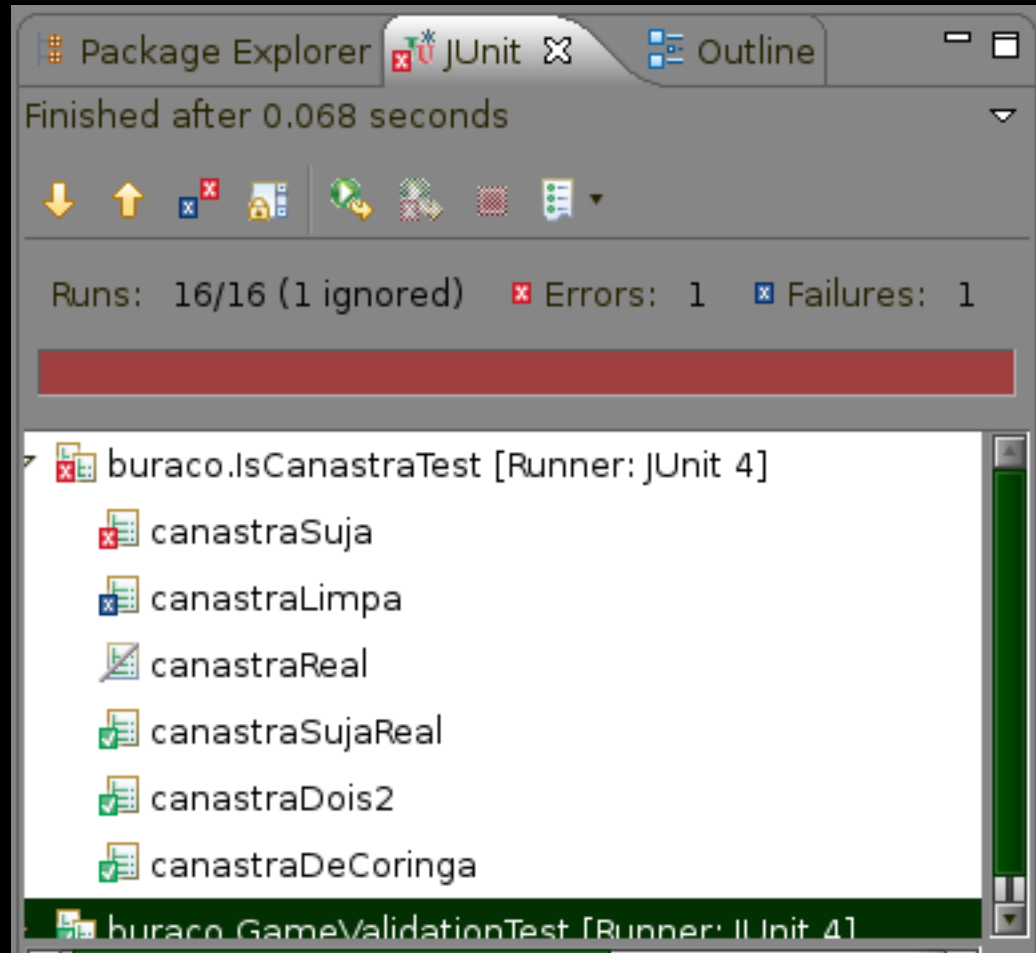 Package Explorer JUnit Outline
Finished after 0.068 seconds
Runs: 16/16 (1 ignored) Errors: 1 Failures: 1
buraco.IsCanastraTest [Runner: JUnit 4]
canastraSuja
canastraLimpa
canastraReal
canastraSujaReal
canastraDois2
canastraDeCoringa
buraco.GameValidationTest [Runner: JUnit 4]